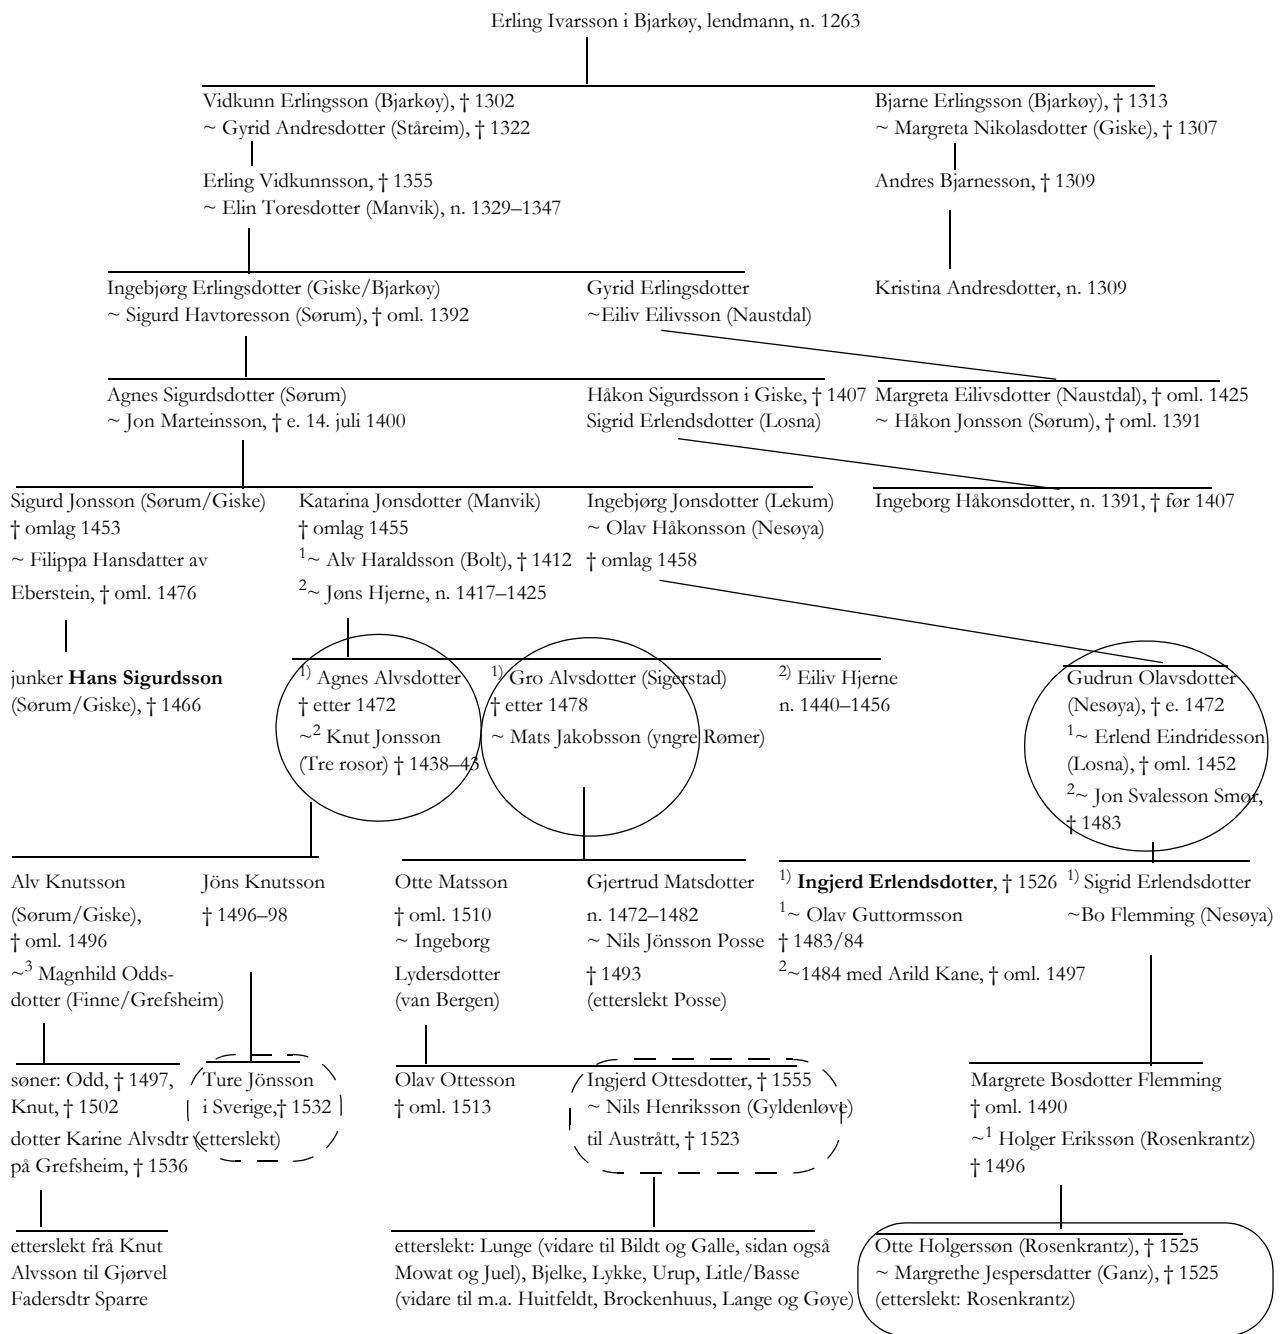 Erling Ivarsson i Bjarkøy, lendmann, n. 1263
Vidkunn Erlingsson (Bjarkøy), † 1302
~ Gyrid Andresdotter (Ståreim), † 1322
Bjarne Erlingsson (Bjarkøy), † 1313
~ Margreta Nikolasdotter (Giske), † 1307
Erling Vidkunnsson, † 1355
~ Elin Toresdotter (Manvik), n. 1329–1347
Andres Bjarnesson, † 1309
Ingebjørg Erlingsdotter (Giske/Bjarkøy)
~ Sigurd Havtoresson (Sørum), † oml. 1392
Gyrid Erlingsdotter
~Eiliv Eilivsson (Naustdal)
Kristina Andresdotter, n. 1309
Agnes Sigurdsdotter (Sørum)
~ Jon Marteinsson, † e. 14. juli 1400
Håkon Sigurdsson i Giske, † 1407
Sigrid Erlendsdotter (Losna)
Margreta Eilivsdotter (Naustdal), † oml. 1425
~ Håkon Jonsson (Sørum), † oml. 1391
Sigurd Jonsson (Sørum/Giske)
† omlag 1453
~ Filippa Hansdatter av
Eberstein, † oml. 1476
Katarina Jonsdotter (Manvik)
† omlag 1455
1~ Alv Haraldsson (Bolt), † 1412
2~ Jøns Hjerne, n. 1417–1425
Ingebjørg Jonsdotter (Lekum)
~ Olav Håkonsson (Nesøya)
† omlag 1458
Ingeborg Håkonsdotter, n. 1391, † før 1407
junker Hans Sigurdsson
(Sørum/Giske), † 1466
1) Agnes Alvsdotter
† etter 1472
~2 Knut Jonsson
(Tre rosor) † 1438–43
1) Gro Alvsdotter (Sigerstad)
† etter 1478
~ Mats Jakobsson (yngre Rømer)
2) Eiliv Hjerne
n. 1440–1456
Gudrun Olavsdotter
(Nesøya), † e. 1472
1~ Erlend Eindridesson
(Losna), † oml. 1452
2~ Jon Svalesson Smør,
† 1483
Alv Knutsson
(Sørum/Giske),
† oml. 1496
~3 Magnhild Odds-
dotter (Finne/Grefsheim)
Jöns Knutsson
† 1496–98
Otte Matsson
† oml. 1510
~ Ingeborg
Lydersdotter
(van Bergen)
Gjertrud Matsdotter
n. 1472–1482
~ Nils Jönsson Posse
† 1493
(etterslekt Posse)
1) Ingjerd Erlendsdotter, † 1526
1~ Olav Guttormsson
† 1483/84
2~1484 med Arild Kane, † oml. 1497
1) Sigrid Erlendsdotter
~Bo Flemming (Nesøya)
søner: Odd, † 1497,
Knut, † 1502
dotter Karine Alvsdtr
på Grefsheim, † 1536
Ture Jönsson
i Sverige,† 1532
(etterslekt)
Olav Ottesson
† oml. 1513
Ingjerd Ottesdotter, † 1555
~ Nils Henriksson (Gyldenløve)
til Austrått, † 1523
Margrete Bosdotter Flemming
† oml. 1490
~1 Holger Erikssøn (Rosenkrantz)
† 1496
etterslekt frå Knut
Alvsson til Gjørvel
Fadersdtr Sparre
etterslekt: Lunge (vidare til Bildt og Galle, sidan også
Mowat og Juel), Bjelke, Lykke, Urup, Litle/Basse
(vidare til m.a. Huitfeldt, Brockenhuus, Lange og Gøye)
Otte Holgerssøn (Rosenkrantz), † 1525
~ Margrethe Jespersdatter (Ganz), † 1525
(etterslekt: Rosenkrantz)